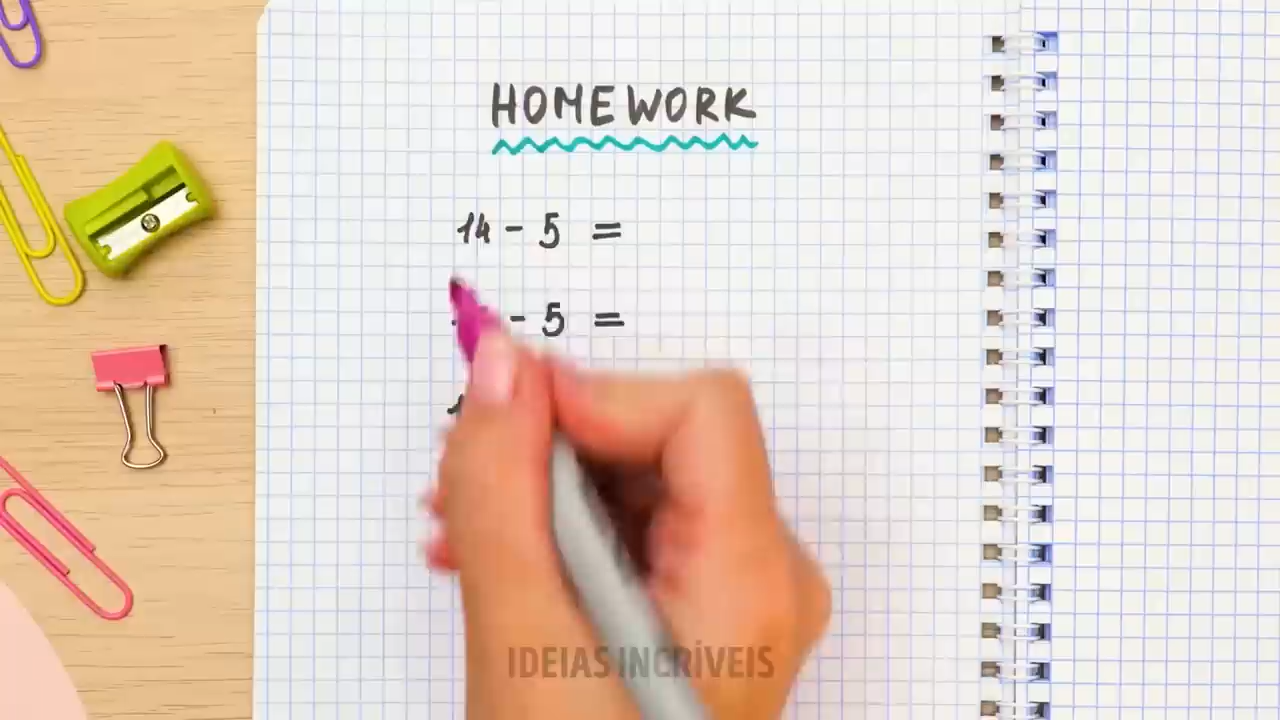 HOMEWORK
14 - 5 =
- 5 =
IDEIAS INCRÍVEIS